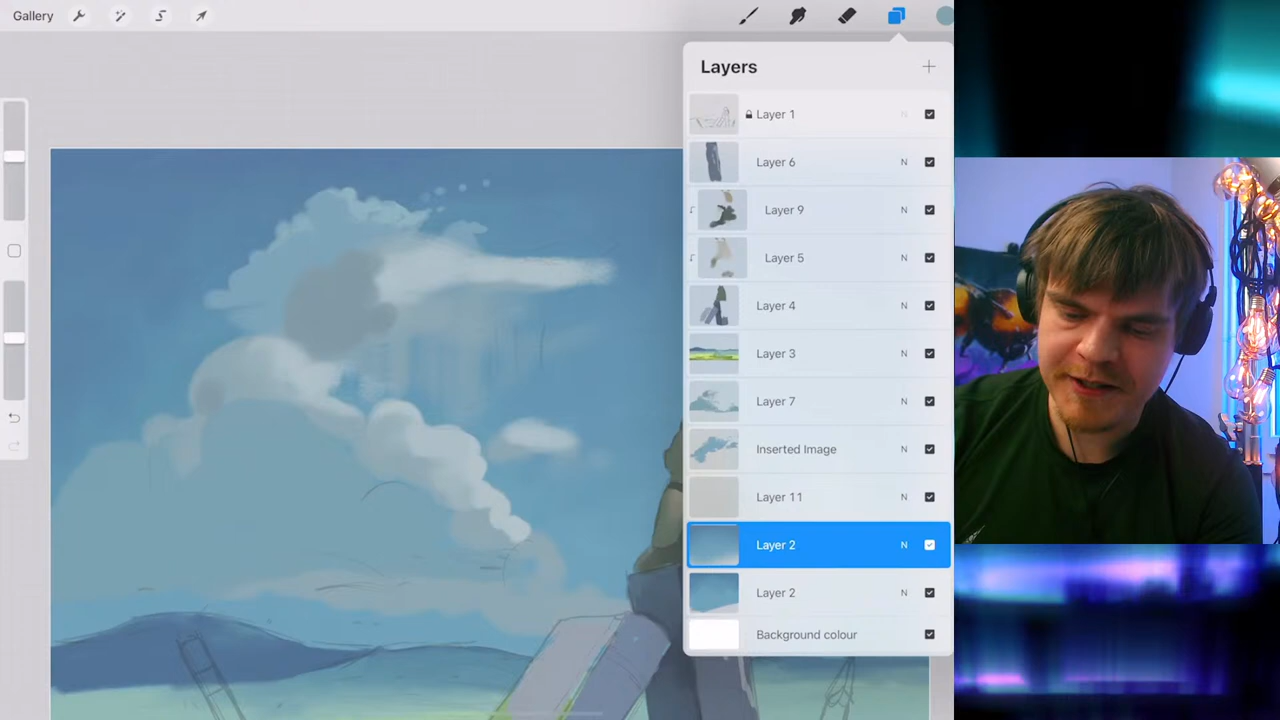 Gallery
Layers
Layer 1 N
Layer 6 N
Layer 9 N
Layer 5 N
Layer 4 N
Layer 3 N
Layer 7 N
Inserted Image N
Layer 11 N
Layer 2 N
Layer 2 N
Background colour